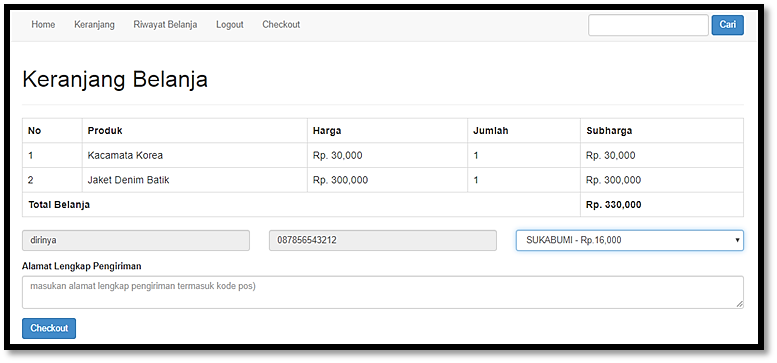 Home Keranjang Riwayat Belanja Logout Checkout Cari
Keranjang Belanja
No Produk Harga Jumlah Subharga
1 Kacamata Korea Rp. 30,000 1 Rp. 30,000
2 Jaket Denim Batik Rp. 300,000 1 Rp. 300,000
Total Belanja Rp. 330,000
dirinya 087856543212 SUKABUMI - Rp.16,000
Alamat Lengkap Pengiriman
masukan alamat lengkap pengiriman termasuk kode pos)
Checkout